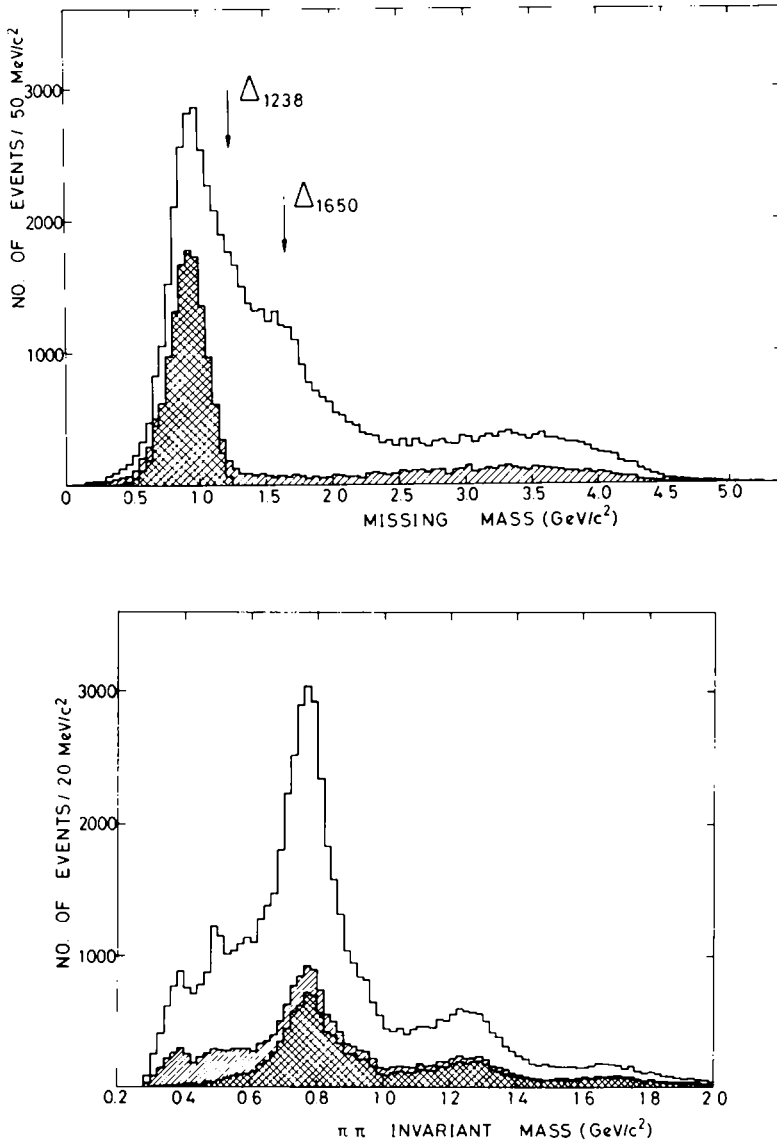 NO. OF EVENTS / 50 MeV/c²
3000
2000
1000
Δ1238
Δ1650
0 0.5 1.0 1.5 2.0 2.5 3.0 3.5 4.0 4.5 5.0
MISSING MASS (GeV/c²)
NO. OF EVENTS / 20 MeV/c²
3000
2000
1000
0.2 0.4 0.6 0.8 1.0 1.2 1.4 1.6 1.8 2.0
ππ INVARIANT MASS (GeV/c²)